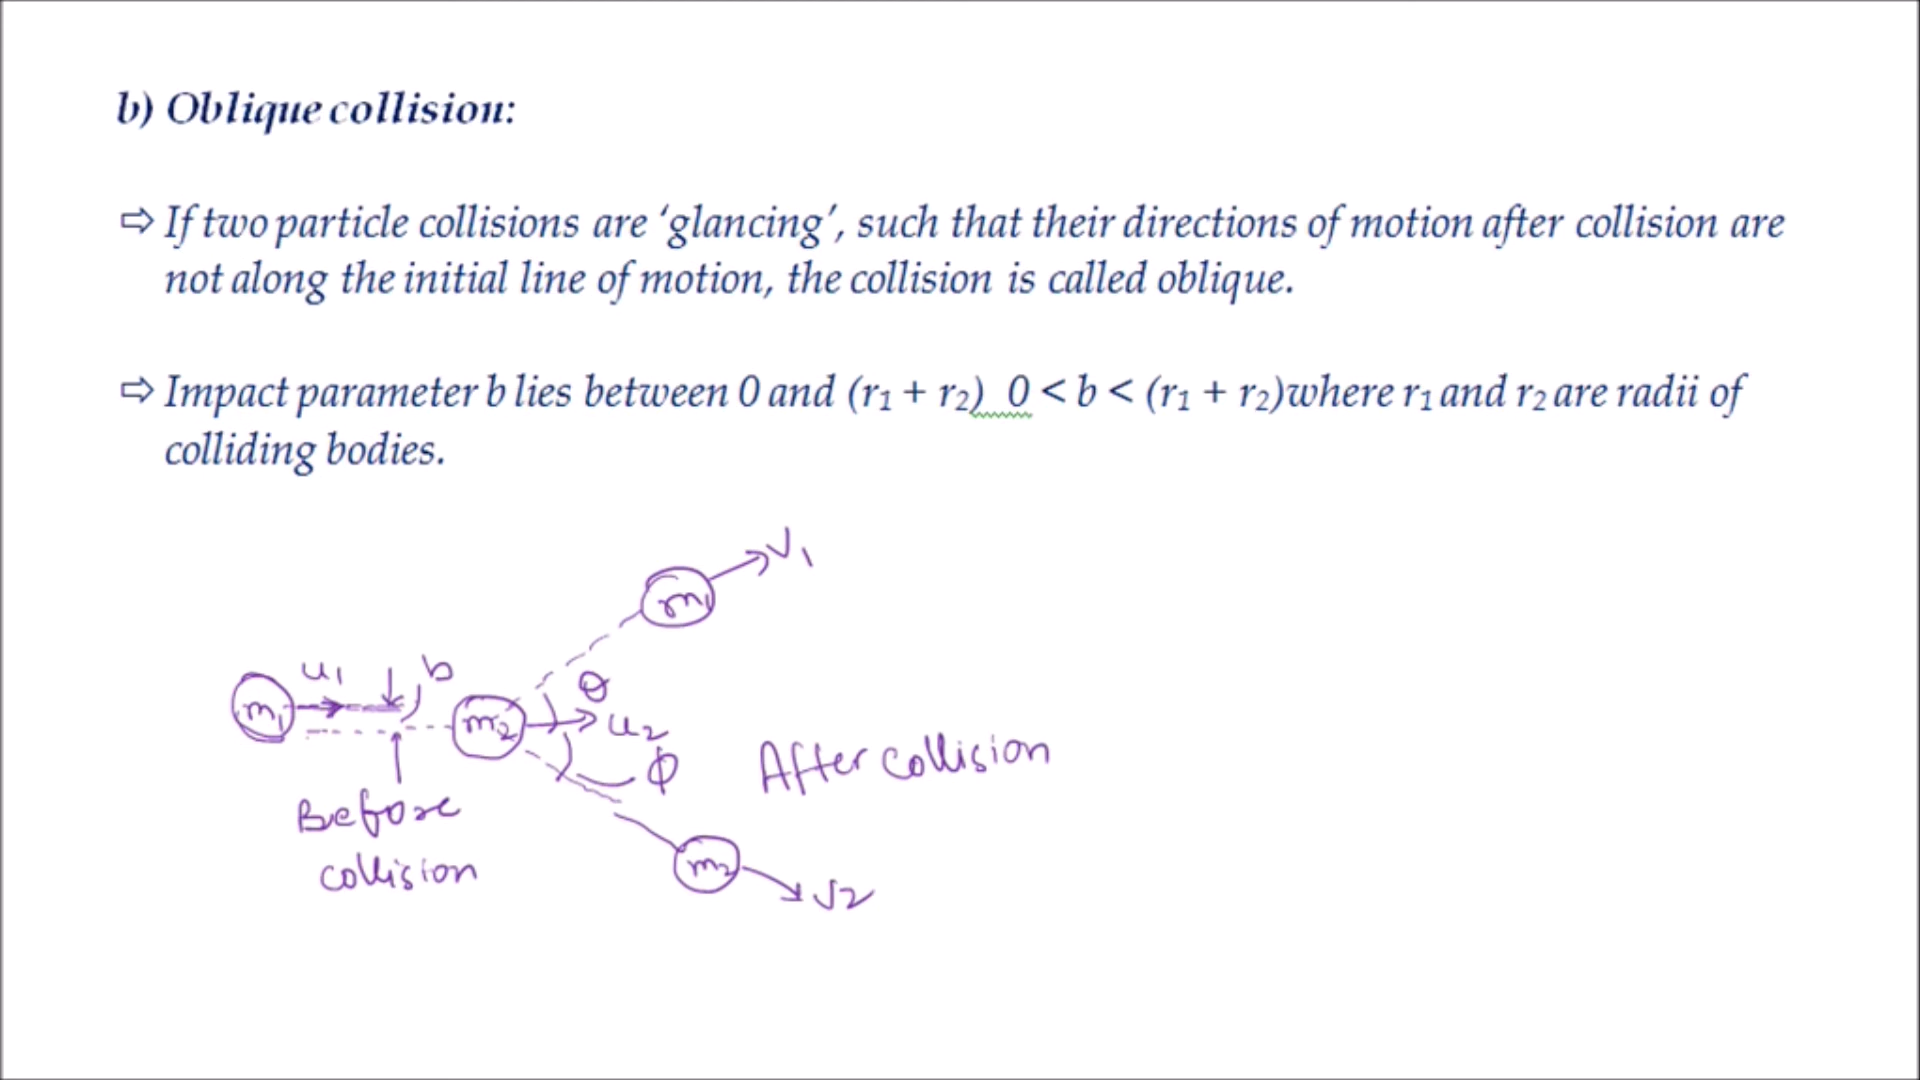 b) Oblique collision:
⇨ If two particle collisions are ‘glancing’, such that their directions of motion after collision are
not along the initial line of motion, the collision is called oblique.
⇨ Impact parameter b lies between 0 and (r₁ + r₂) 0 < b < (r₁ + r₂)where r₁ and r₂ are radii of
colliding bodies.
v₁
m₁
u₁ b
θ
m₁ m₂ u₂
ϕ
After collision
Before
collision
m₂
v₂